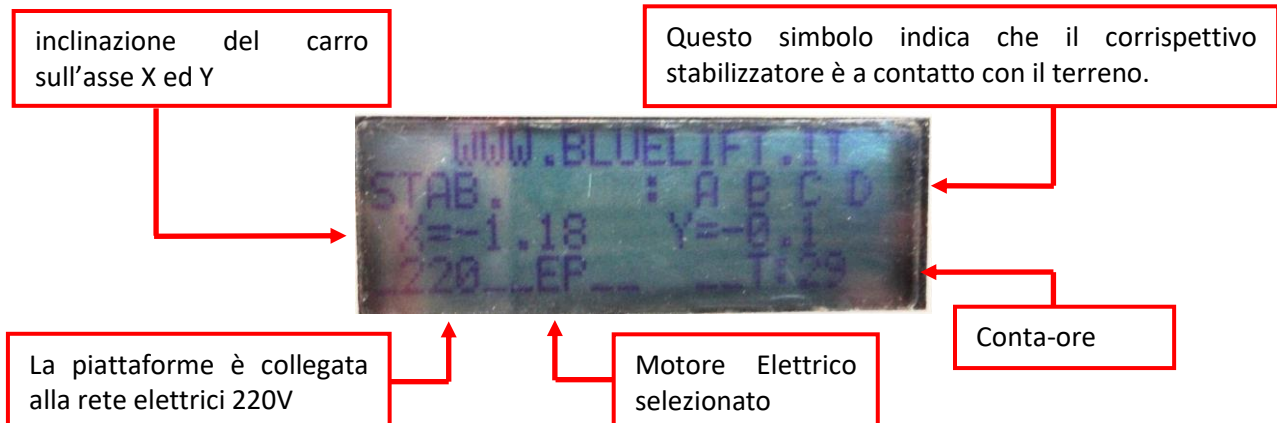 inclinazione del carro
sull'asse X ed Y
Questo simbolo indica che il corrispettivo
stabilizzatore è a contatto con il terreno.
WWW.BLUELIFT.IT
STAB. : A B C D
X=-1.18 Y=-0.1
_220__EP__ __T:29
Conta-ore
La piattaforme è collegata
alla rete elettrici 220V
Motore Elettrico
selezionato